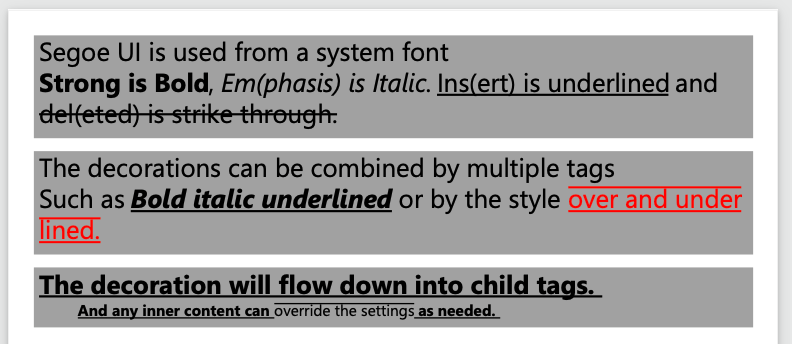 Segoe UI is used from a system font
Strong is Bold, Em(phasis) is Italic. Ins(ert) is underlined and
del(eted) is strike through.
The decorations can be combined by multiple tags
Such as Bold italic underlined or by the style over and under
lined.
The decoration will flow down into child tags.
And any inner content can override the settings as needed.